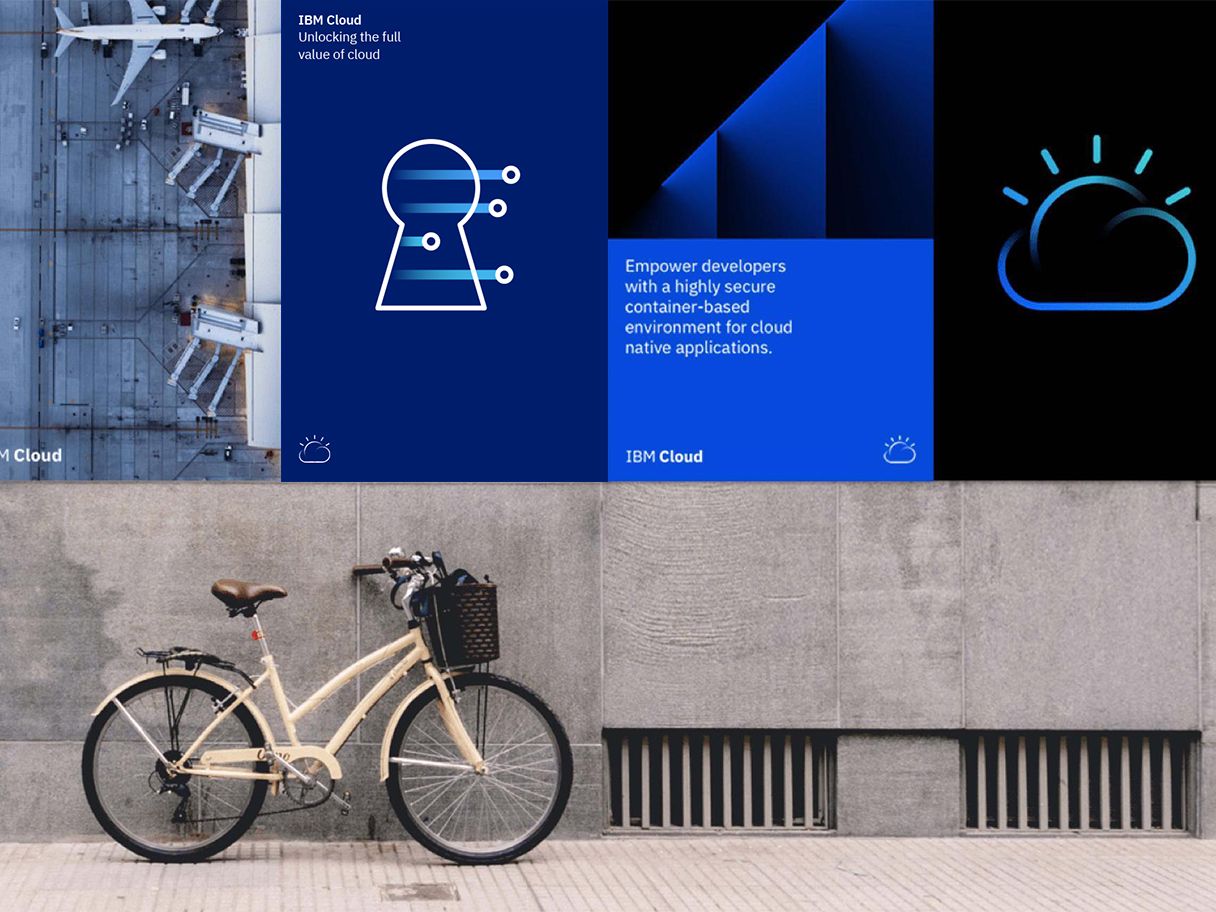 IBM Cloud
Unlocking the full
value of cloud
Empower developers
with a highly secure
container-based
environment for cloud
native applications.
M Cloud
IBM Cloud